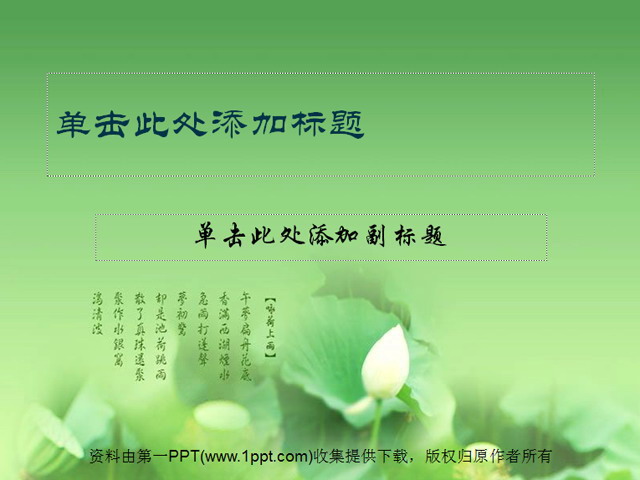 单击此处添加标题
单击此处添加副标题
【咏荷上雨】
午梦扁舟花底
香满西湖烟水
急雨打篷声
梦初惊
却是池荷跳雨
散了真珠还聚
聚作水银窝
泻清波
资料由第一PPT(www.1ppt.com)收集提供下载，版权归原作者所有